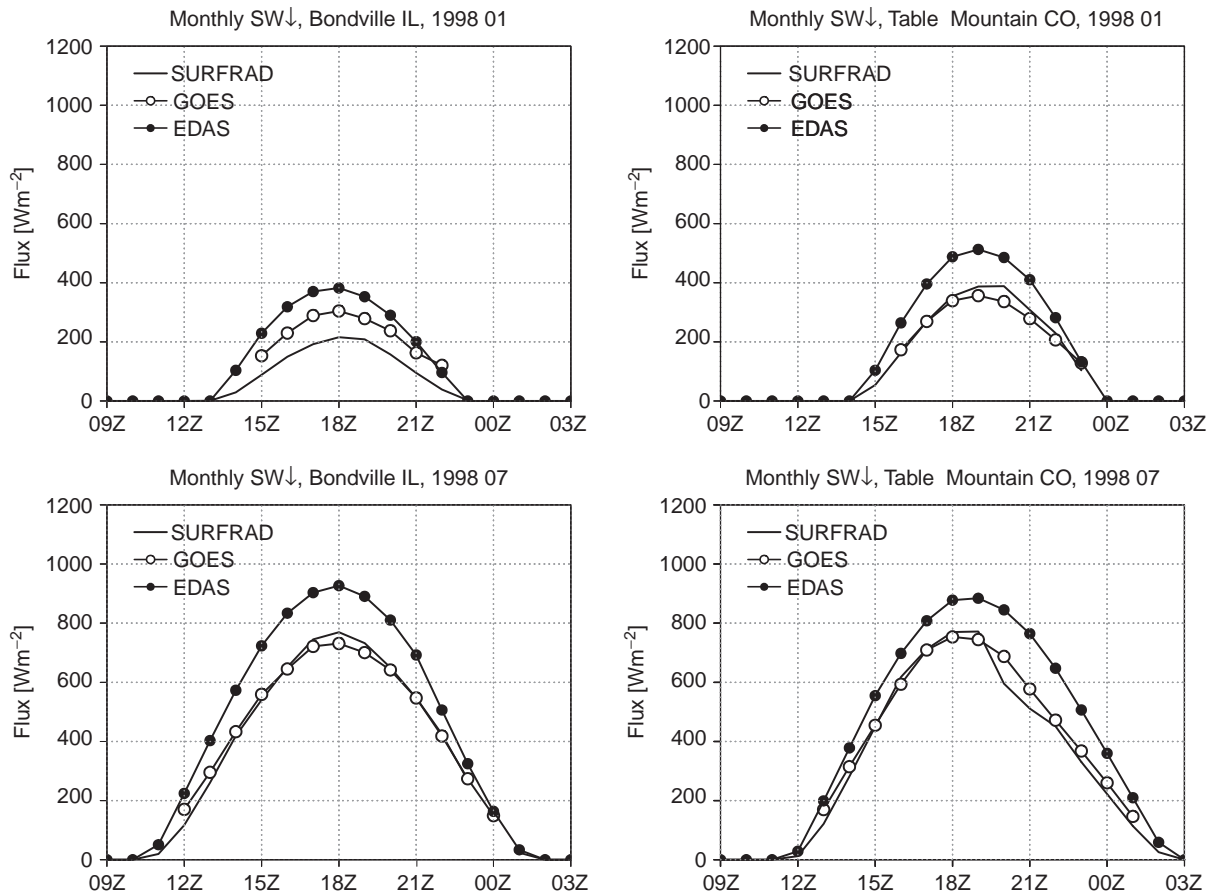 Monthly SW↓, Bondville IL, 1998 01
1200
1000
800
600
400
200
0
Flux [Wm−2]
SURFRAD
GOES
EDAS
09Z 12Z 15Z 18Z 21Z 00Z 03Z
Monthly SW↓, Table Mountain CO, 1998 01
1200
1000
800
600
400
200
0
Flux [Wm−2]
SURFRAD
GOES
EDAS
09Z 12Z 15Z 18Z 21Z 00Z 03Z
Monthly SW↓, Bondville IL, 1998 07
1200
1000
800
600
400
200
0
Flux [Wm−2]
SURFRAD
GOES
EDAS
09Z 12Z 15Z 18Z 21Z 00Z 03Z
Monthly SW↓, Table Mountain CO, 1998 07
1200
1000
800
600
400
200
0
Flux [Wm−2]
SURFRAD
GOES
EDAS
09Z 12Z 15Z 18Z 21Z 00Z 03Z